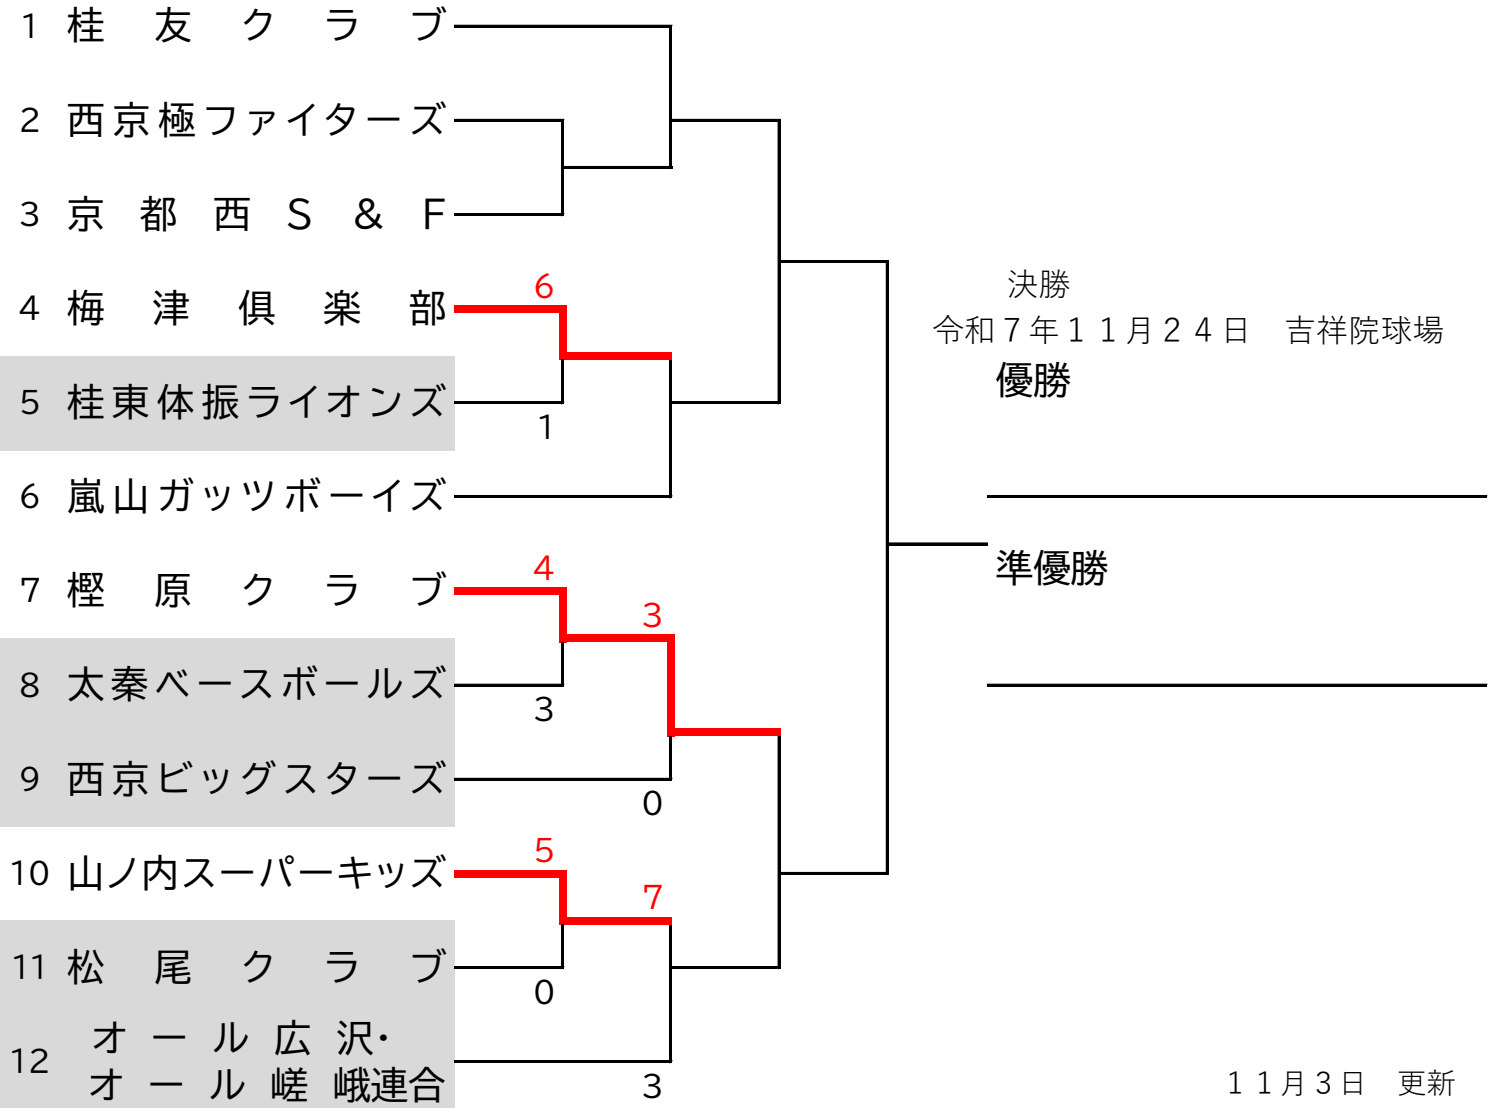 1 桂友クラブ
2 西京極ファイターズ
3 京都西Ｓ＆Ｆ
6
4 梅津倶楽部
5 桂東体振ライオンズ
1
6 嵐山ガッツボーイズ
4
7 樫原クラブ
3
8 太秦ベースボールズ
3
9 西京ビッグスターズ
0
5
10 山ノ内スーパーキッズ
7
11 松尾クラブ
0
12 オール広沢・
オール嵯峨連合
3
決勝
令和７年１１月２４日　吉祥院球場
優勝
準優勝
１１月３日　更新